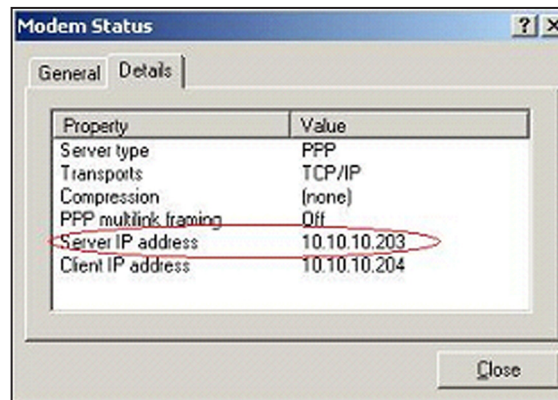 Modem Status ? X
General Details
Property Value
Server type PPP
Transports TCP/IP
Compression (none)
PPP multilink framing Off
Server IP address 10.10.10.203
Client IP address 10.10.10.204
Close